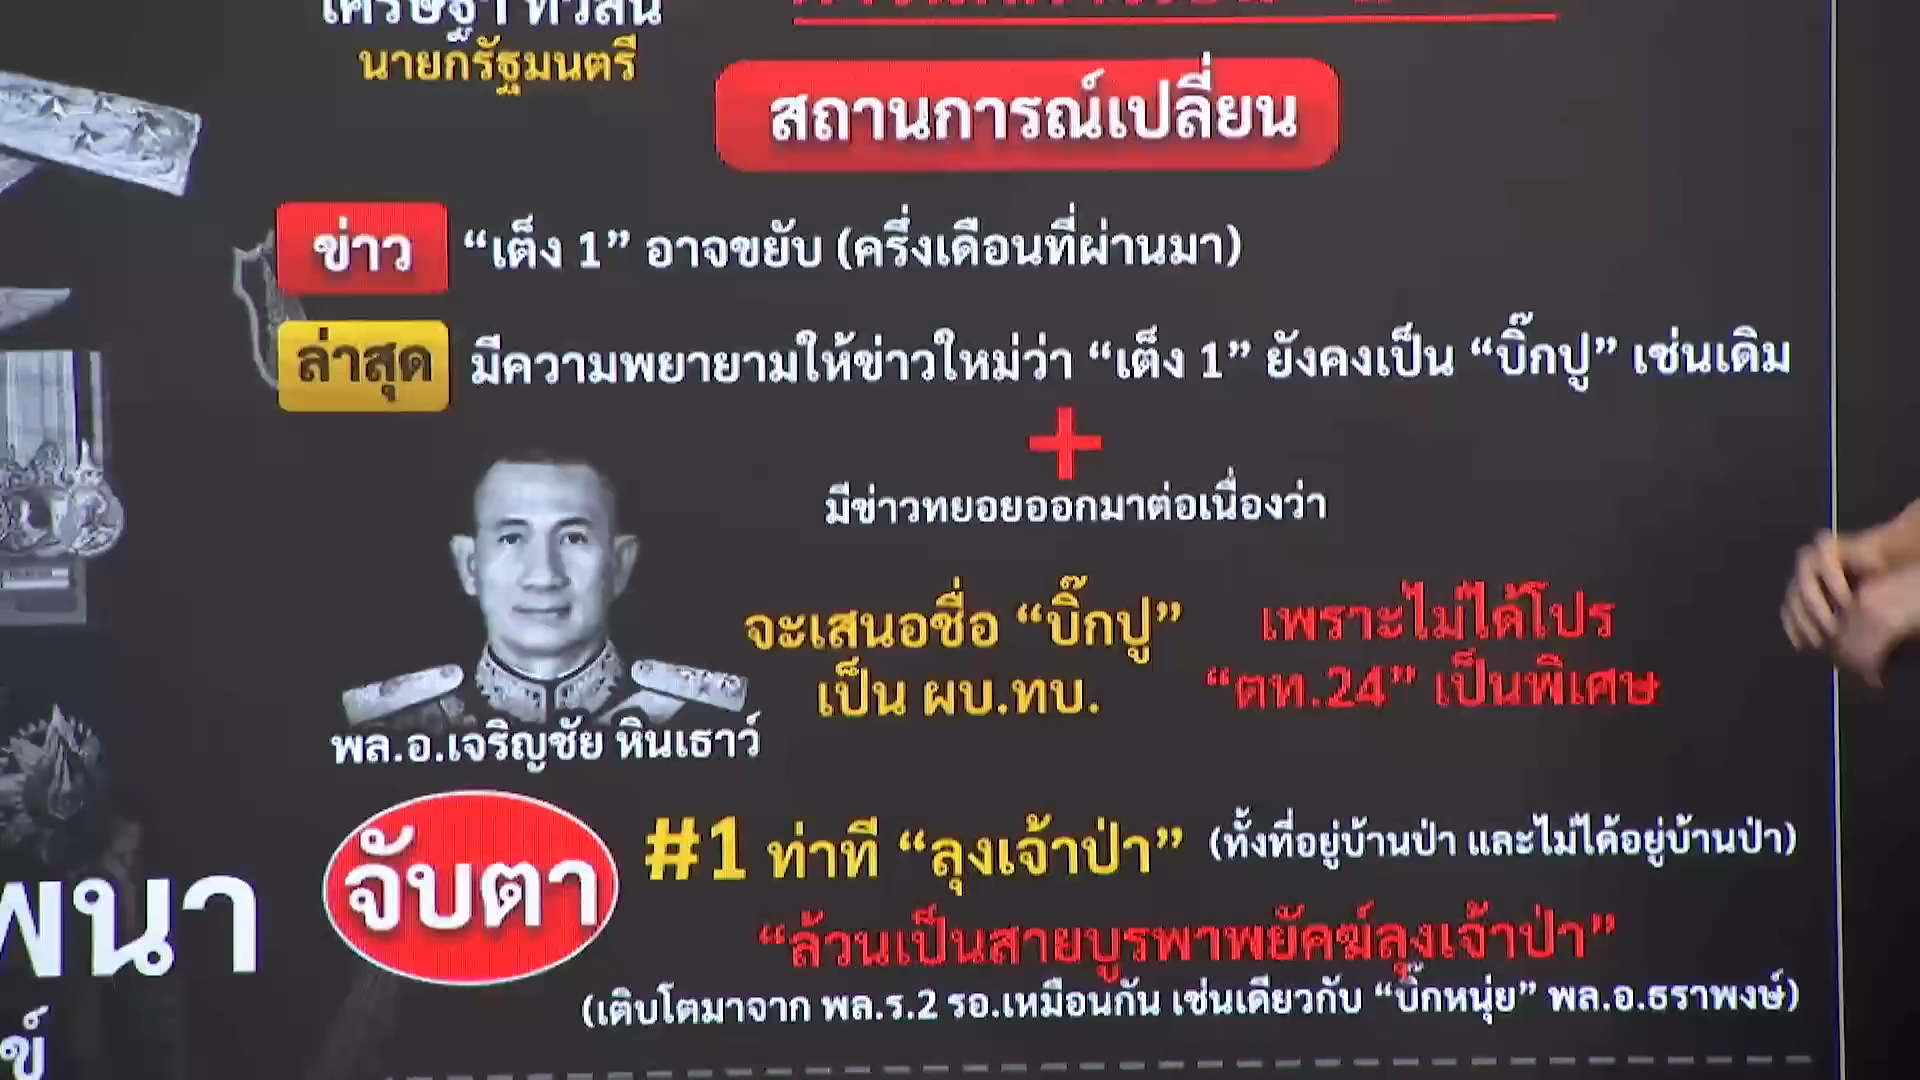 นายกรัฐมนตรี
สถานการณ์เปลี่ยน
ข่าว “เต็ง 1” อาจขยับ (ครึ่งเดือนที่ผ่านมา)
ล่าสุด มีความพยายามให้ข่าวใหม่ว่า “เต็ง 1” ยังคงเป็น “บิ๊กปู” เช่นเดิม
+
มีข่าวทยอยออกมาต่อเนื่องว่า
จะเสนอชื่อ “บิ๊กปู” เพราะไม่ได้โปร
เป็น ผบ.ทบ. “ตท.24” เป็นพิเศษ
พล.อ.เจริญชัย หินเธาว์
จับตา #1 ท่าที “ลุงเจ้าป่า” (ทั้งที่อยู่บ้านป่า และไม่ได้อยู่บ้านป่า)
“ล้วนเป็นสายบูรพาพยัคฆ์ลุงเจ้าป่า”
(เติบโตมาจาก พล.ร.2 รอ.เหมือนกัน เช่นเดียวกับ “บิ๊กหนุ่ย” พล.อ.ธราพงษ์)